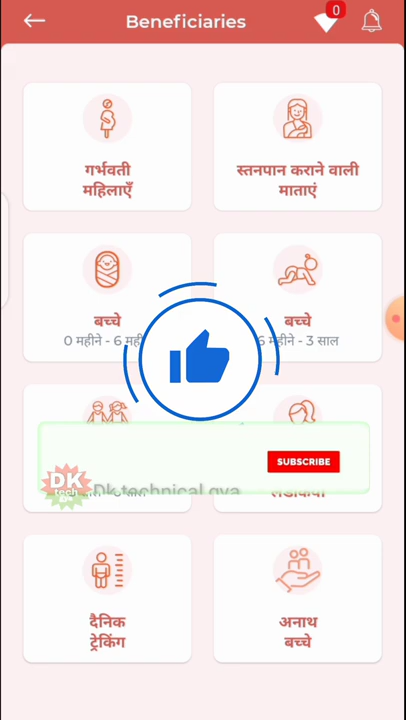 Beneficiaries
0
गर्भवती
महिलाएँ
स्तनपान कराने वाली
माताएं
बच्चे
0 महीने - 6
बच्चे
6 महीने - 3 साल
SUBSCRIBE
DK
tech
Dk technical gya
दैनिक
ट्रेकिंग
अनाथ
बच्चे